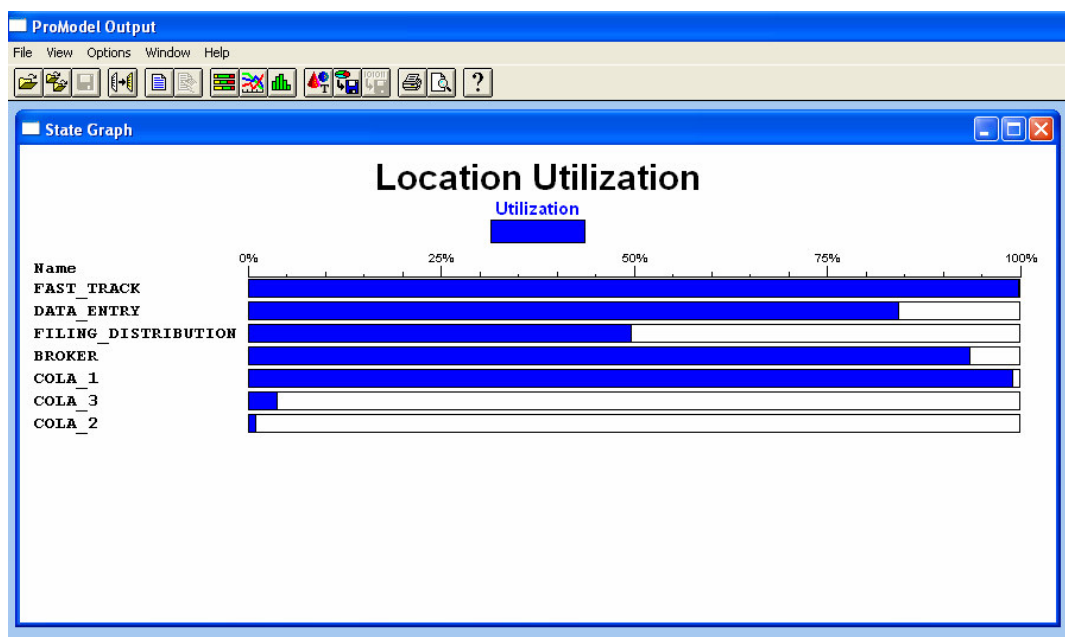 ProModel Output
File View Options Window Help
?
State Graph
Location Utilization
Utilization
0% 25% 50% 75% 100%
Name
FAST_TRACK
DATA_ENTRY
FILING_DISTRIBUTION
BROKER
COLA_1
COLA_3
COLA_2